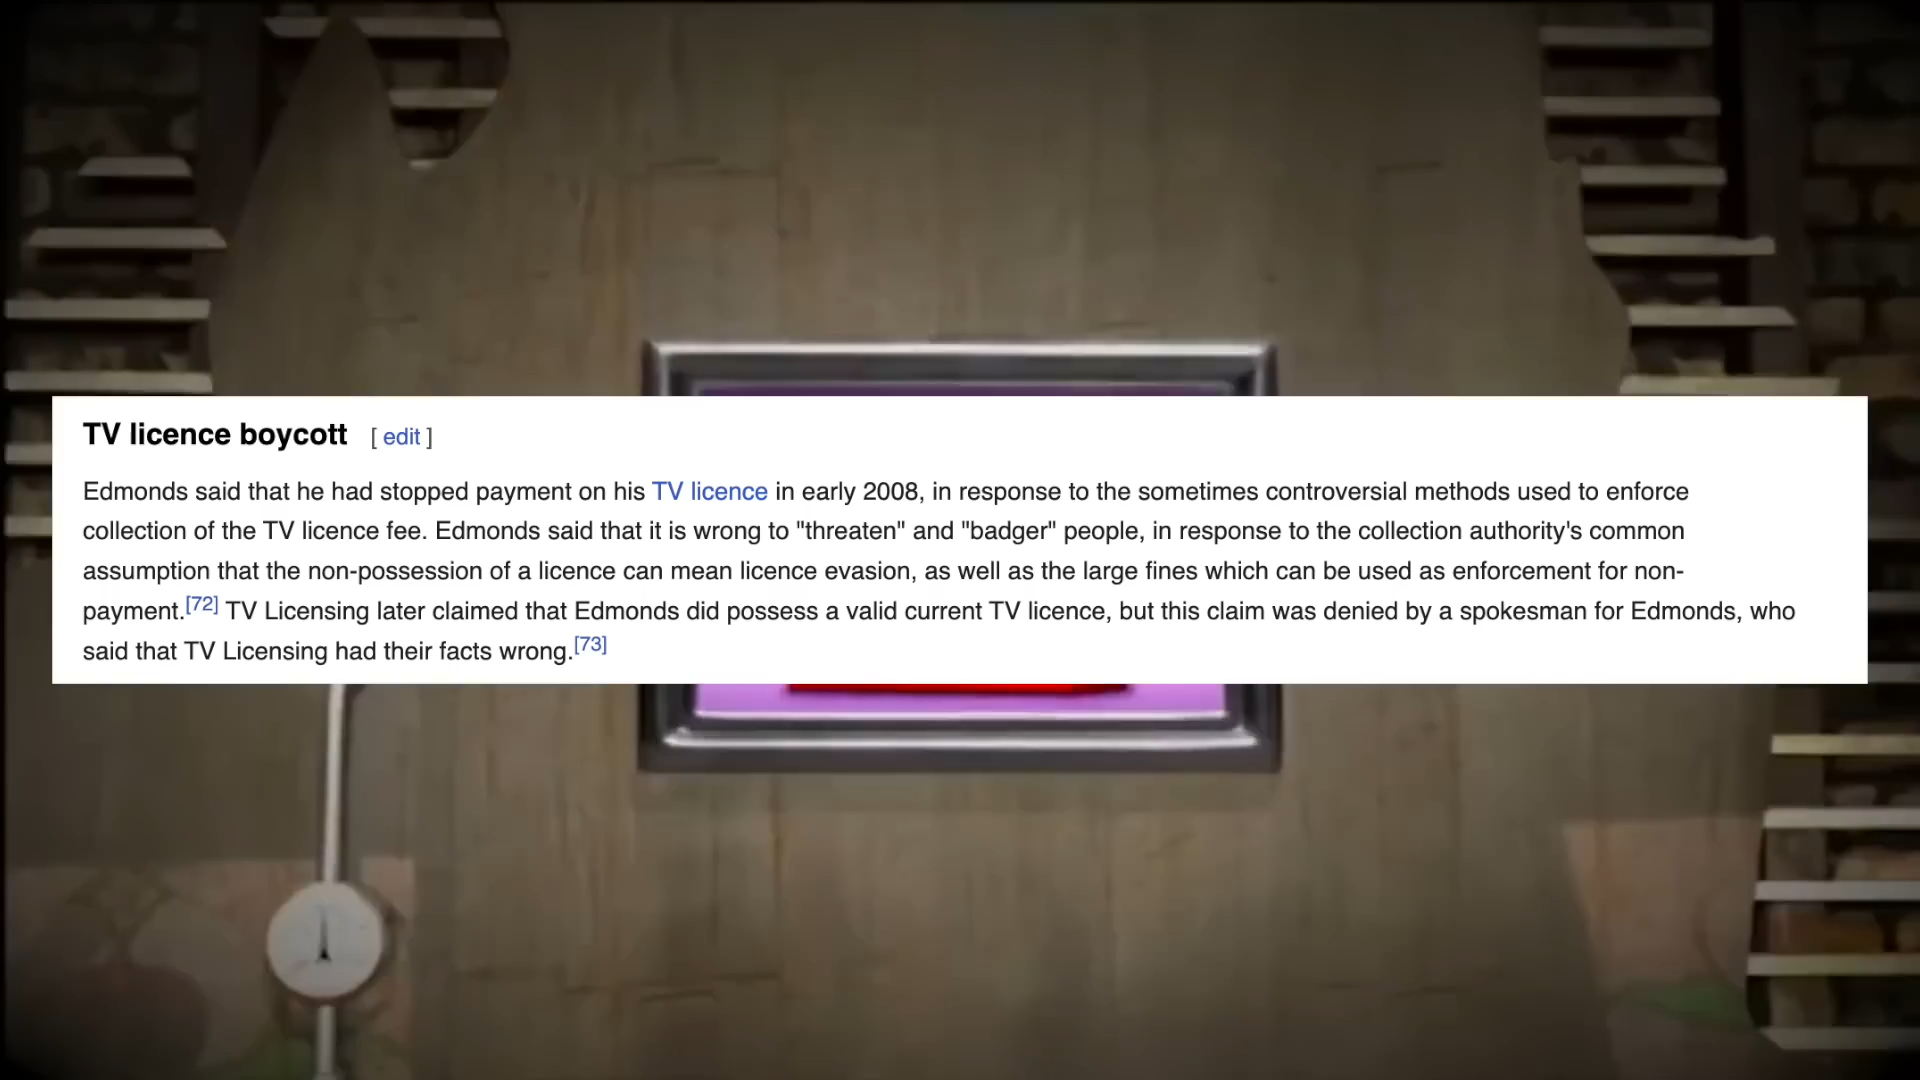 TV licence boycott [ edit ]
Edmonds said that he had stopped payment on his TV licence in early 2008, in response to the sometimes controversial methods used to enforce
collection of the TV licence fee. Edmonds said that it is wrong to "threaten" and "badger" people, in response to the collection authority's common
assumption that the non-possession of a licence can mean licence evasion, as well as the large fines which can be used as enforcement for non-
payment.[72] TV Licensing later claimed that Edmonds did possess a valid current TV licence, but this claim was denied by a spokesman for Edmonds, who
said that TV Licensing had their facts wrong.[73]